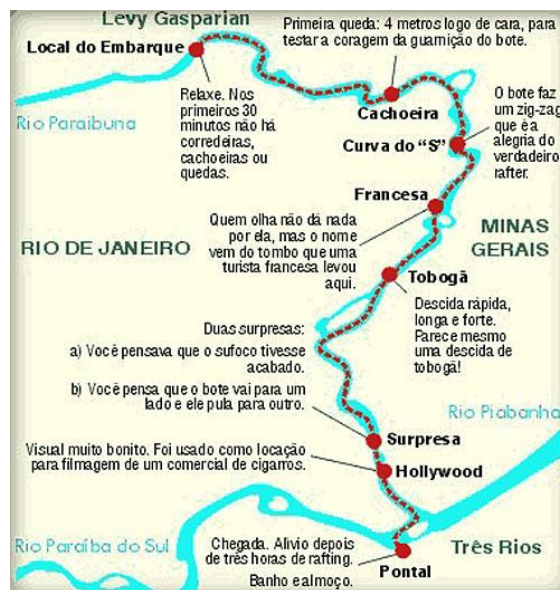 Levy Gasparian
Local do Embarque
Primeira queda: 4 metros logo de cara, para
testar a coragem da guarnição do bote.
Rio Paraibuna
Relaxe. Nos
primeiros 30
minutos não há
corredeiras,
cachoeiras ou
quedas.
Cachoeira
O bote faz
um zig-zag
que è a
alegria do
verdadeiro
rafter.
Curva do “S”
Francesa
Quem olha não dá nada
por ela, mas o nome
vem do tombo que uma
turista francesa levou
aqui.
RIO DE JANEIRO
MINAS
GERAIS
Tobogã
Descida rápida,
longa e forte.
Parece mesmo
uma descida de
tobogã!
Duas surpresas:
a) Você pensava que o sufoco tivesse
acabado.
b) Você pensa que o bote vai para um
lado e ele pula para outro.
Rio Piabanha
Surpresa
Visual muito bonito. Foi usado como locação
para filmagem de um comercial de cigarros.
Hollywood
Rio Paraíba do Sul
Chegada. Alivio depois
de três horas de rafting.
Banho e almoço.
Pontal
Três Rios